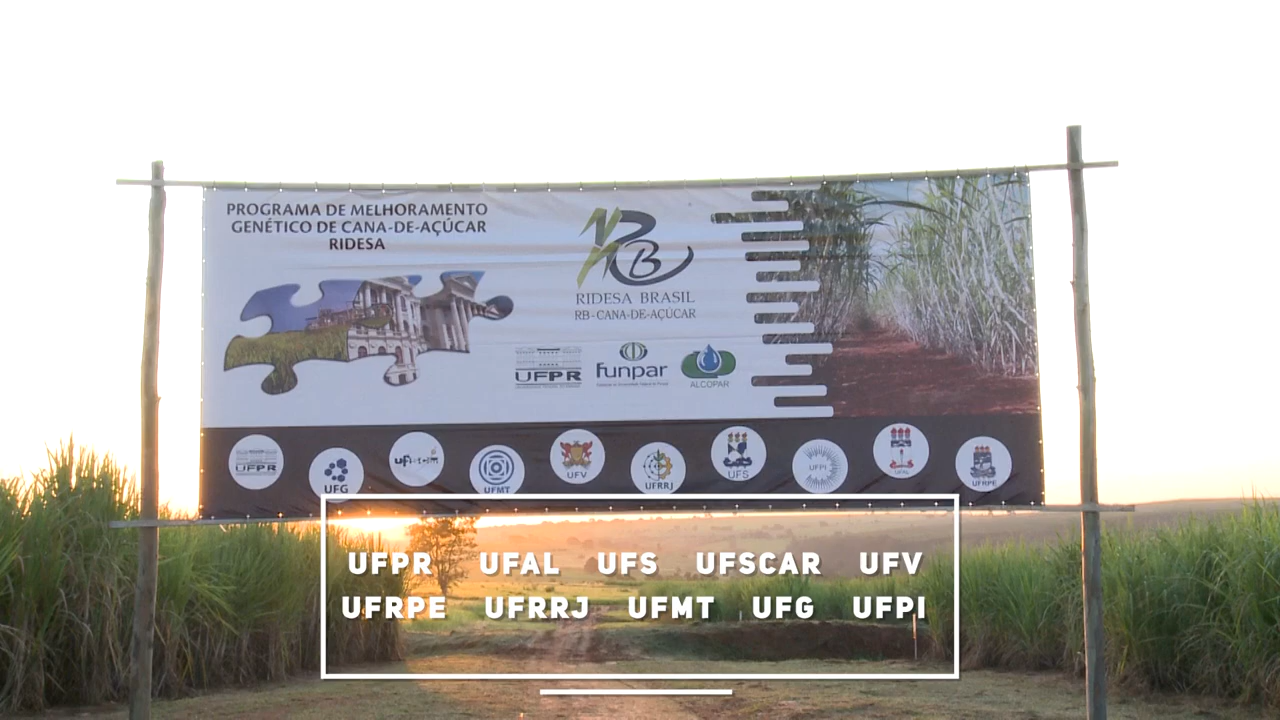 PROGRAMA DE MELHORAMENTO
GENÉTICO DE CANA-DE-AÇÚCAR
RIDESA
RB
RIDESA BRASIL
RB-CANA-DE-AÇÚCAR
UFPR
funpar
ALCOPAR
UFPR
UFG
ufscar
UFMT
UFV
UFRRJ
UFS
UFPI
UFAL
UFRPE
UFPR UFAL UFS UFSCAR UFV
UFRPE UFRRJ UFMT UFG UFPI